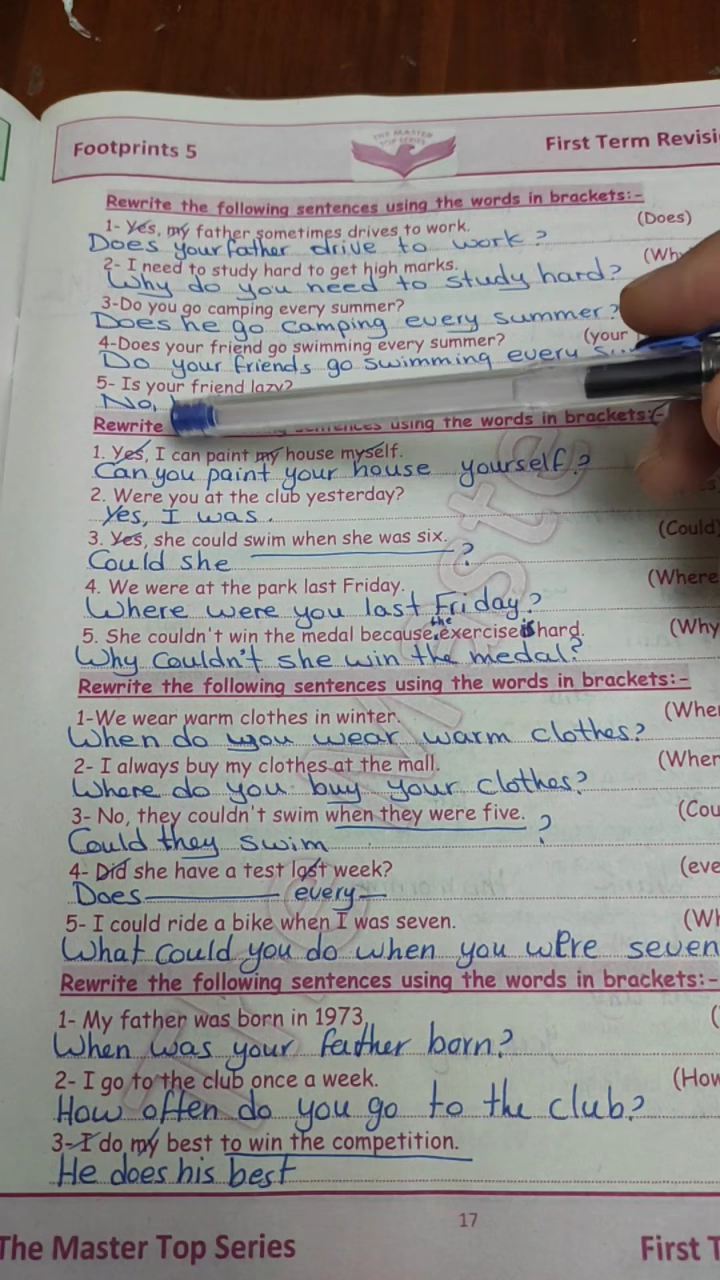 Footprints 5
THE MASTER
TOP SERIES
First Term
Rewrite the following sentences using the words in brackets:-
1- Yes, my father sometimes drives to work. (Does)
Does your father drive to work?
2- I need to study hard to get high marks.
Why do you need to study hard?
3-Do you go camping every summer?
Does he go camping every summer?
4-Does your friend go swimming every summer? (your
Do your friends go swimming every
5- Is your friend lazy?
No,
Rewrite sentences using the words in brackets:-
1. Yes, I can paint my house myself.
Can you paint your house yourself?
2. Were you at the club yesterday?
Yes, I was.
3. Yes, she could swim when she was six. (Could)
Could she ?
4. We were at the park last Friday. (Where
Where were you last Friday?
5. She couldn't win the medal because the exercise is hard. (Why
Why couldn't she win the medal?
Rewrite the following sentences using the words in brackets:-
1-We wear warm clothes in winter.
When do you wear warm clothes?
2- I always buy my clothes at the mall.
Where do you buy your clothes?
3- No, they couldn't swim when they were five.
Could they swim ?
4- Did she have a test last week?
Does every
5- I could ride a bike when I was seven.
What could you do when you were seven
Rewrite the following sentences using the words in brackets:-
1- My father was born in 1973.
When was your father born?
2- I go to the club once a week. (How
How often do you go to the club?
3- I do my best to win the competition.
He does his best
17
The Master Top Series
First